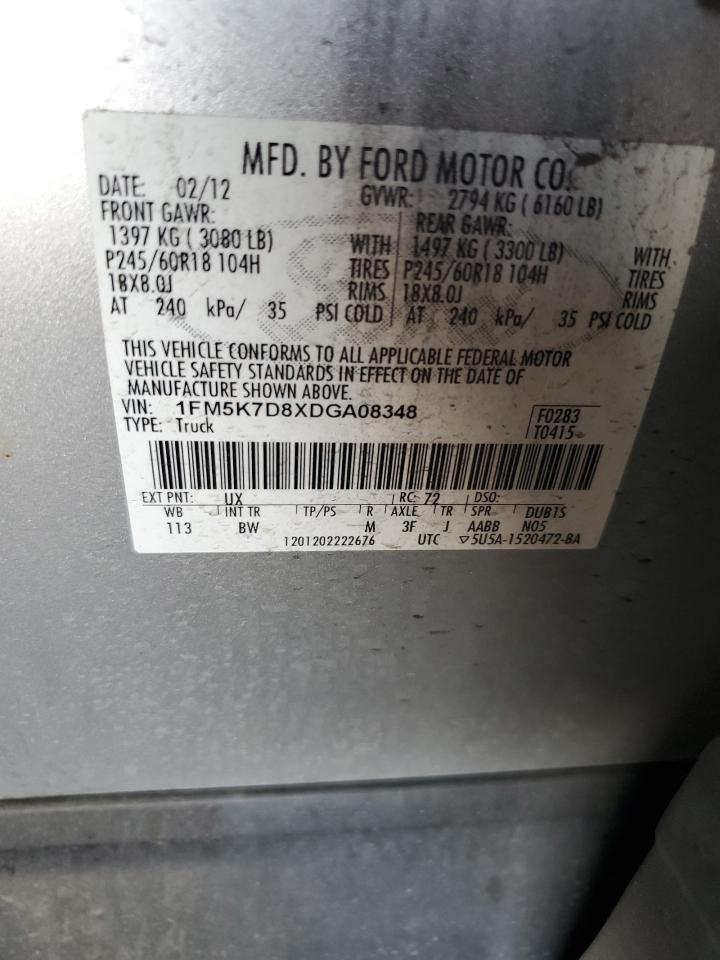 MFD. BY FORD MOTOR CO.
DATE: 02/12 GVWR: 2794 KG ( 6160 LB)
FRONT GAWR: REAR GAWR:
1397 KG ( 3080 LB) WITH 1497 KG ( 3300 LB) WITH
P245/60R18 104H TIRES P245/60R18 104H TIRES
18X8.0J RIMS 18X8.0J RIMS
AT 240 kPa/ 35 PSI COLD AT 240 kPa/ 35 PSI COLD
THIS VEHICLE CONFORMS TO ALL APPLICABLE FEDERAL MOTOR
VEHICLE SAFETY STANDARDS IN EFFECT ON THE DATE OF
MANUFACTURE SHOWN ABOVE.
VIN: 1FM5K7D8XDGA08348 F0283
TYPE: Truck T0415
EXT PNT: UX RC: 72 DSO:
WB INT TR TP/PS R AXLE TR SPR DUB1S
113 BW M 3F J AABB N05
1201202222676 UTC ▽5U5A-1520472-BA